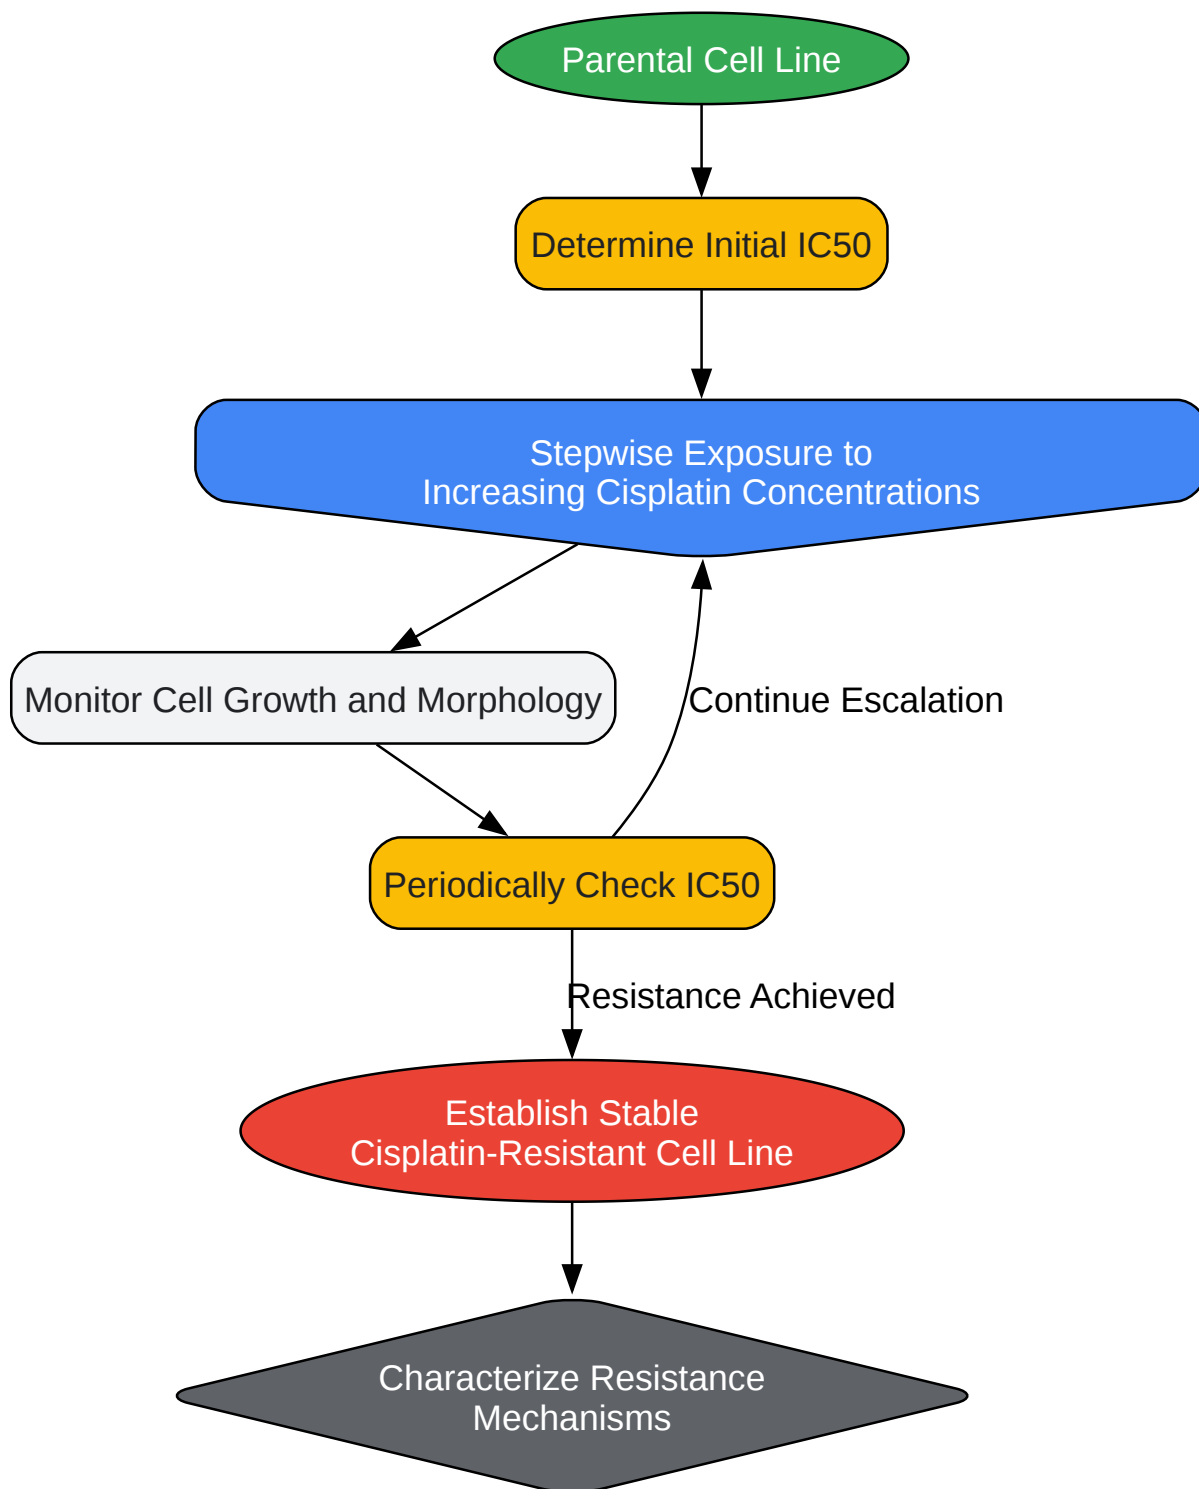 Parental Cell Line
Determine Initial IC50
Stepwise Exposure to
Increasing Cisplatin Concentrations
Monitor Cell Growth and Morphology
Continue Escalation
Periodically Check IC50
Resistance Achieved
Establish Stable
Cisplatin-Resistant Cell Line
Characterize Resistance
Mechanisms